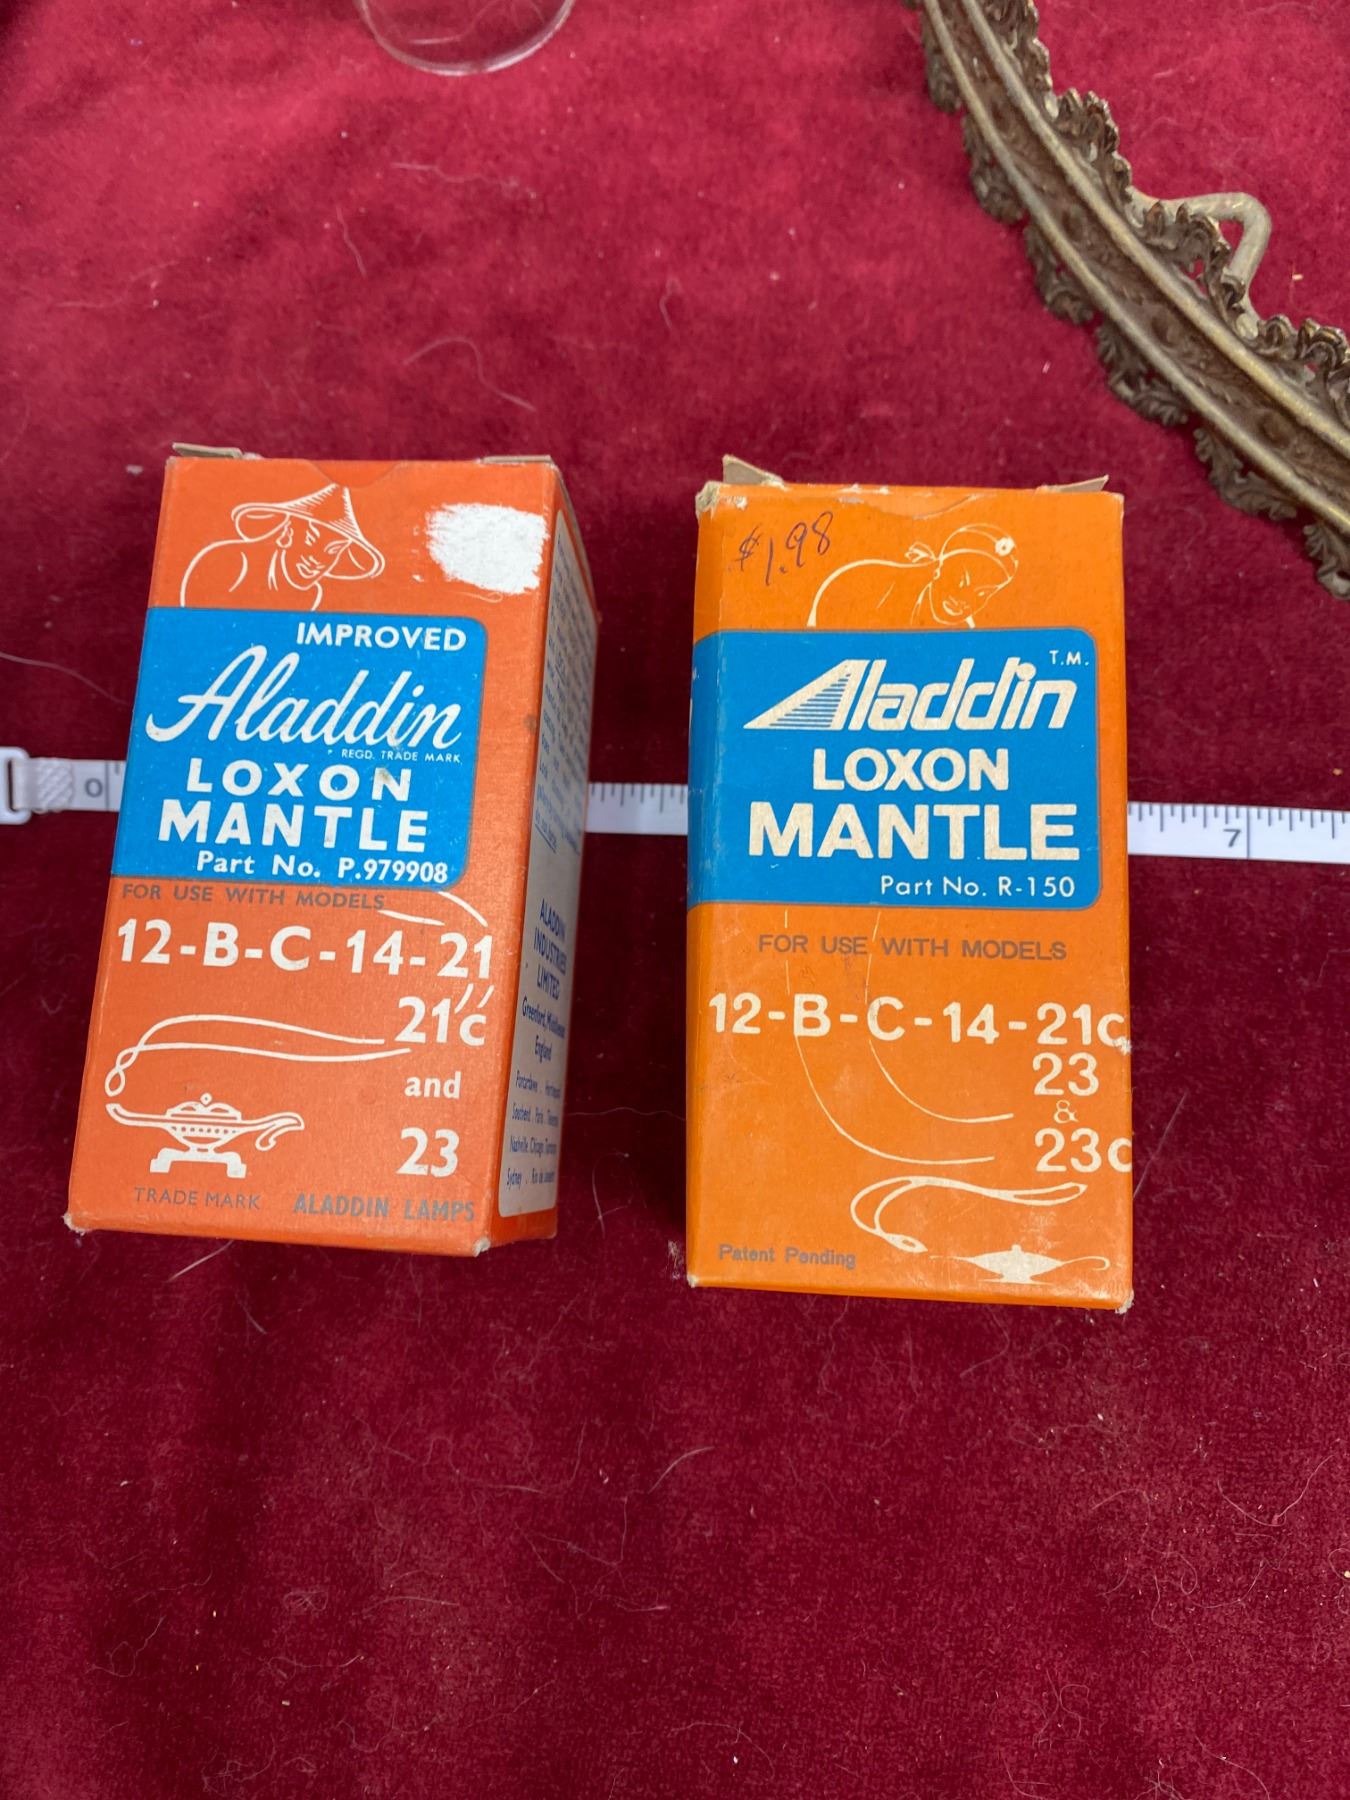 IMPROVED
Aladdin
REGD. TRADE MARK
LOXON
MANTLE
Part No. P.979908
FOR USE WITH MODELS
12-B-C-14-21
21c
and
23
TRADE MARK
ALADDIN LAMPS
ALADDIN
INDUSTRIES
LIMITED
Greenford, Middlesex
England
$1.98
Aladdin T.M.
LOXON
MANTLE
Part No. R-150
FOR USE WITH MODELS
12-B-C-14-21c
23
&
23c
Patent Pending
0
7